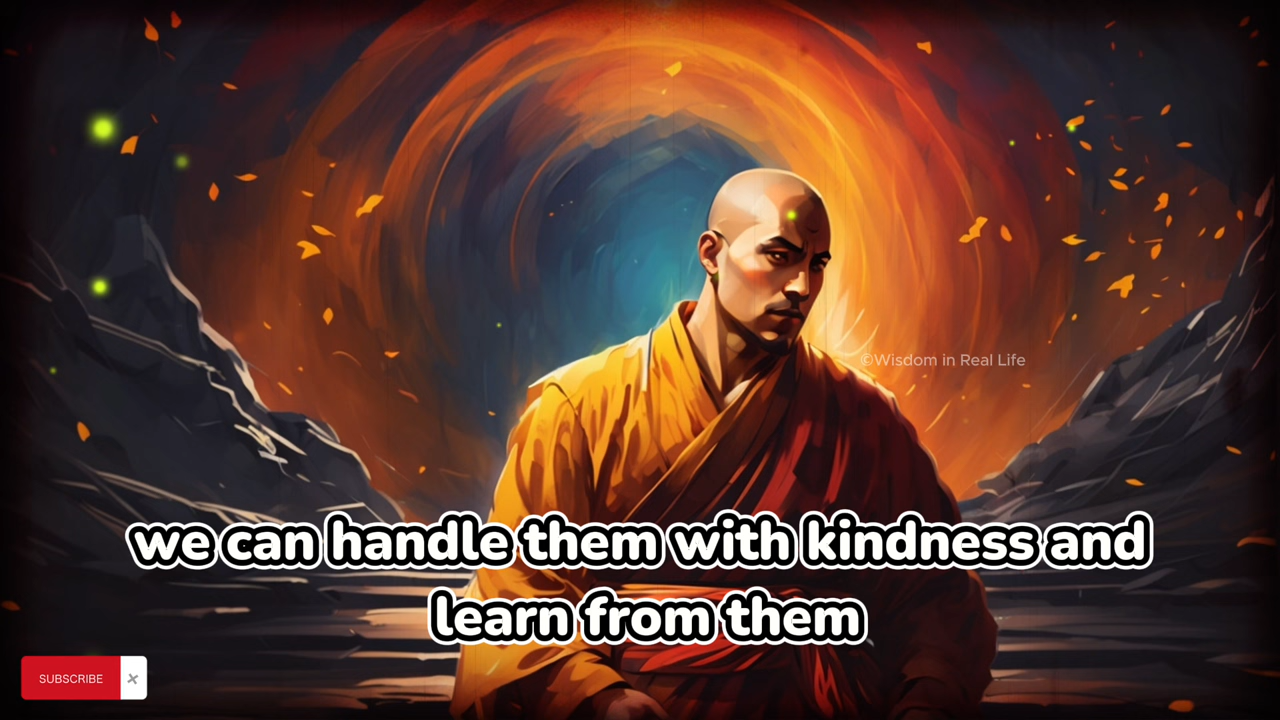 ©Wisdom in Real Life
we can handle them with kindness and
learn from them
SUBSCRIBE